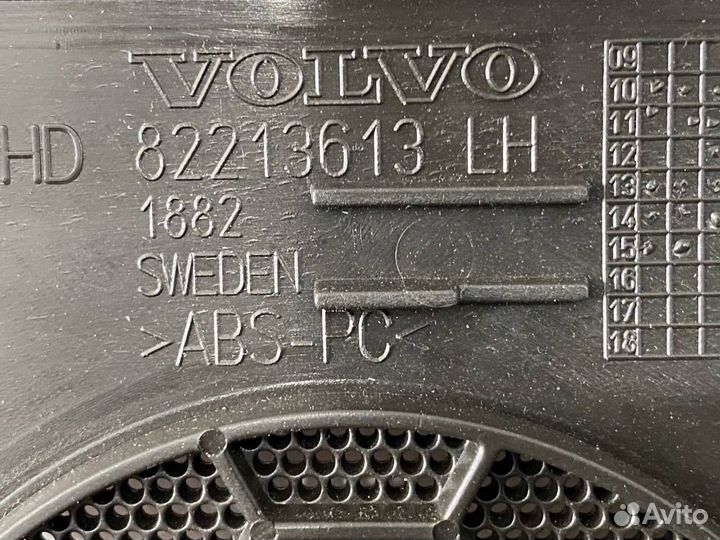 VOLVO
HD 82213613 LH
1882
SWEDEN
>ABS-PC<
09
10
11
12
13
14
15
16
17
18
Avito